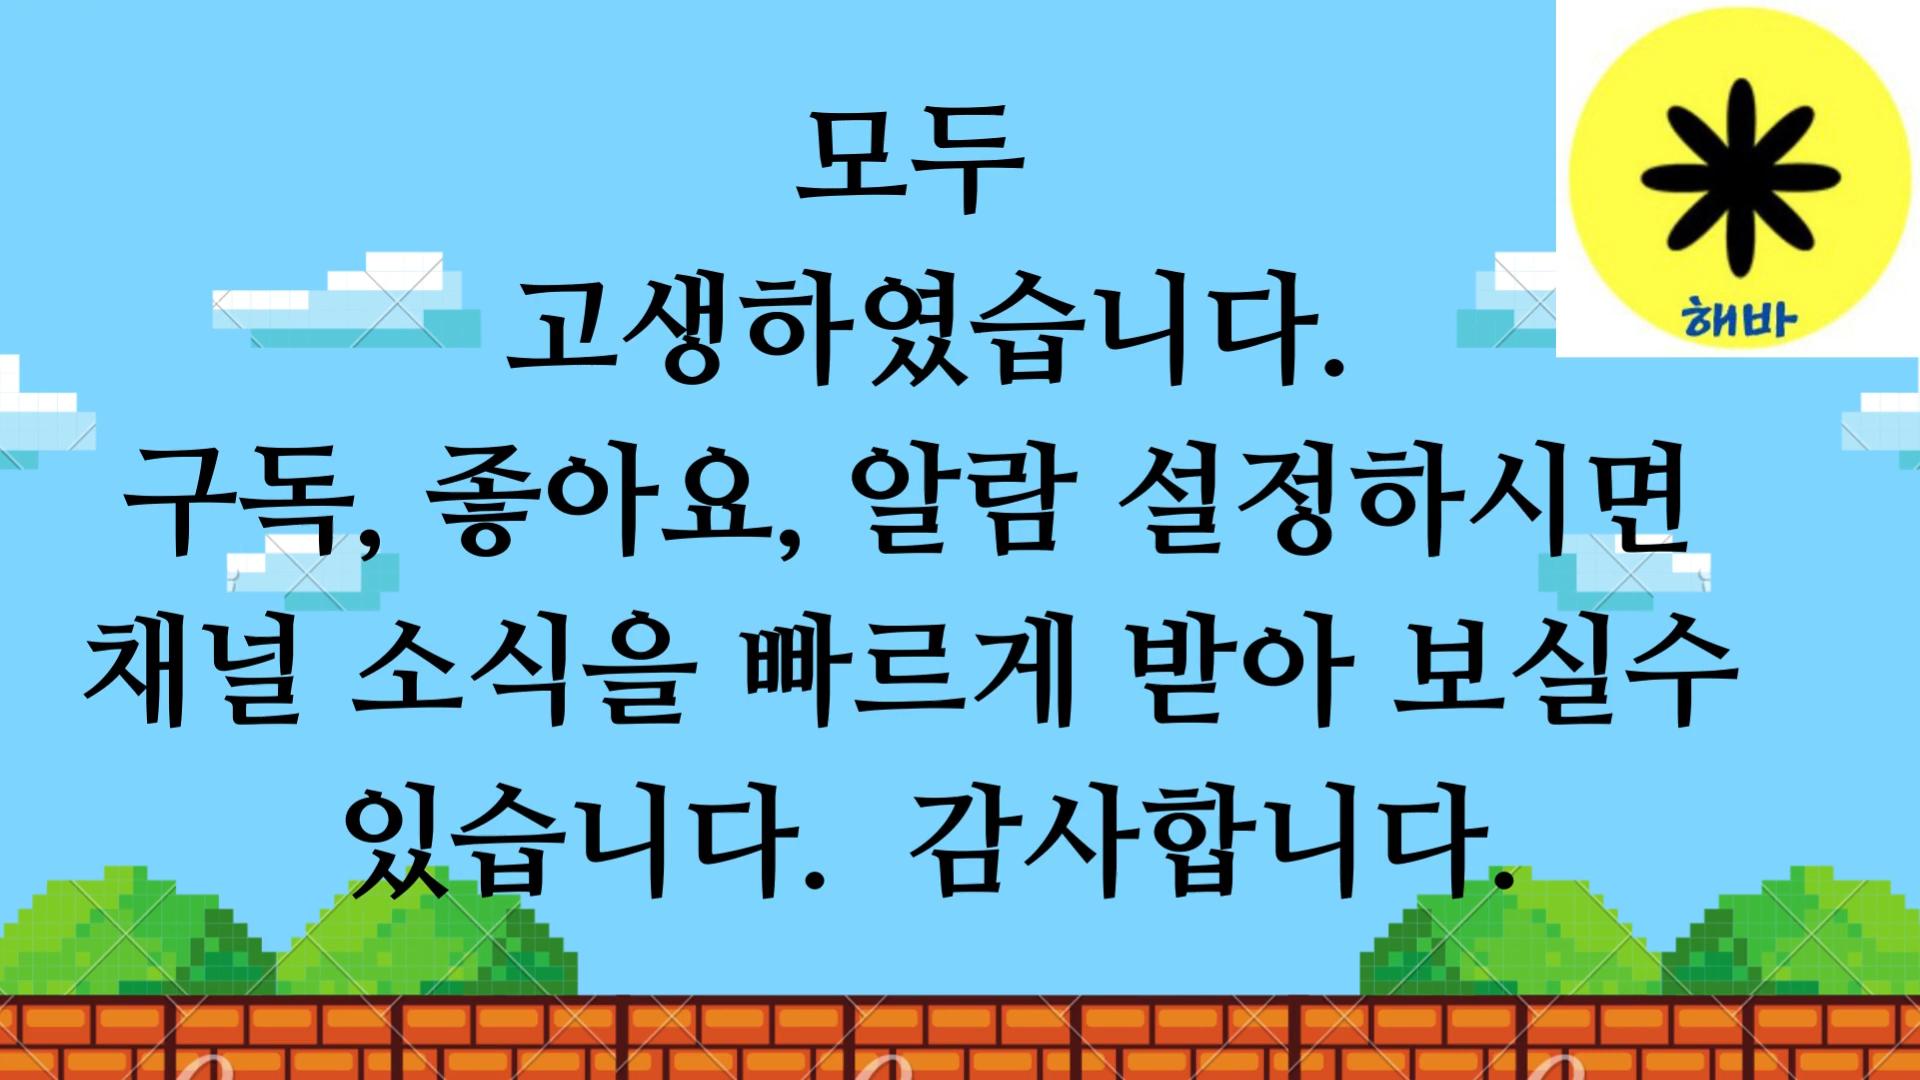 모두
고생하였습니다.
구독, 좋아요, 알람 설정하시면
채널 소식을 빠르게 받아 보실수
있습니다.  감사합니다.
해바